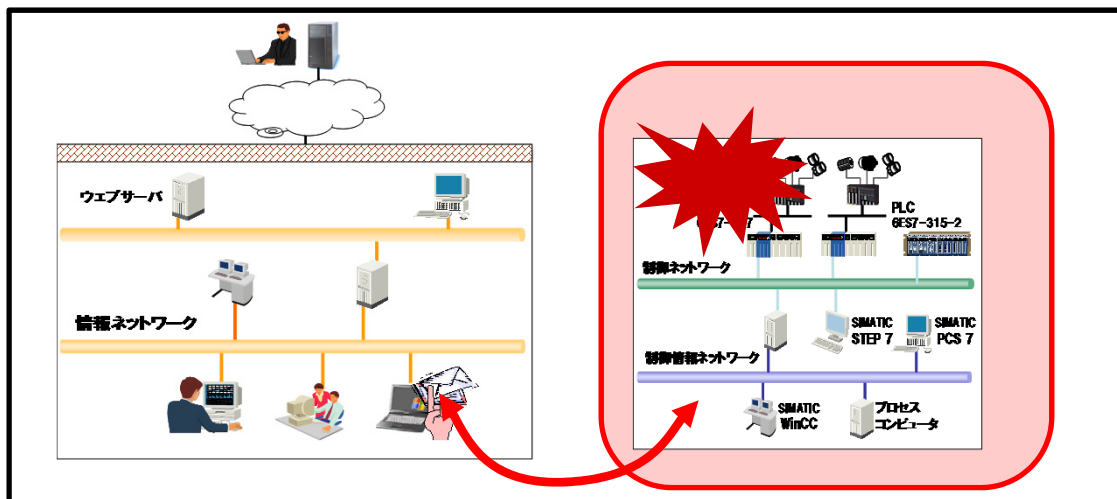 ウェブサーバ
情報ネットワーク
PLC
6ES7-315-2
制御ネットワーク
SIMATIC
STEP 7
SIMATIC
PCS 7
制御情報ネットワーク
SIMATIC
WinCC
プロセス
コンピュータ